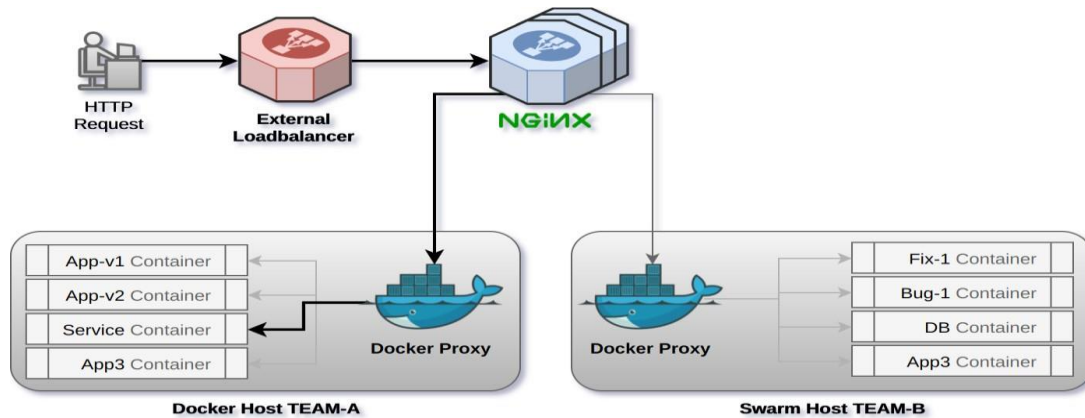 HTTP
Request
External
Loadbalancer
NGiNX
App-v1 Container
App-v2 Container
Service Container
App3 Container
Docker Proxy
Docker Host TEAM-A
Docker Proxy
Fix-1 Container
Bug-1 Container
DB Container
App3 Container
Swarm Host TEAM-B